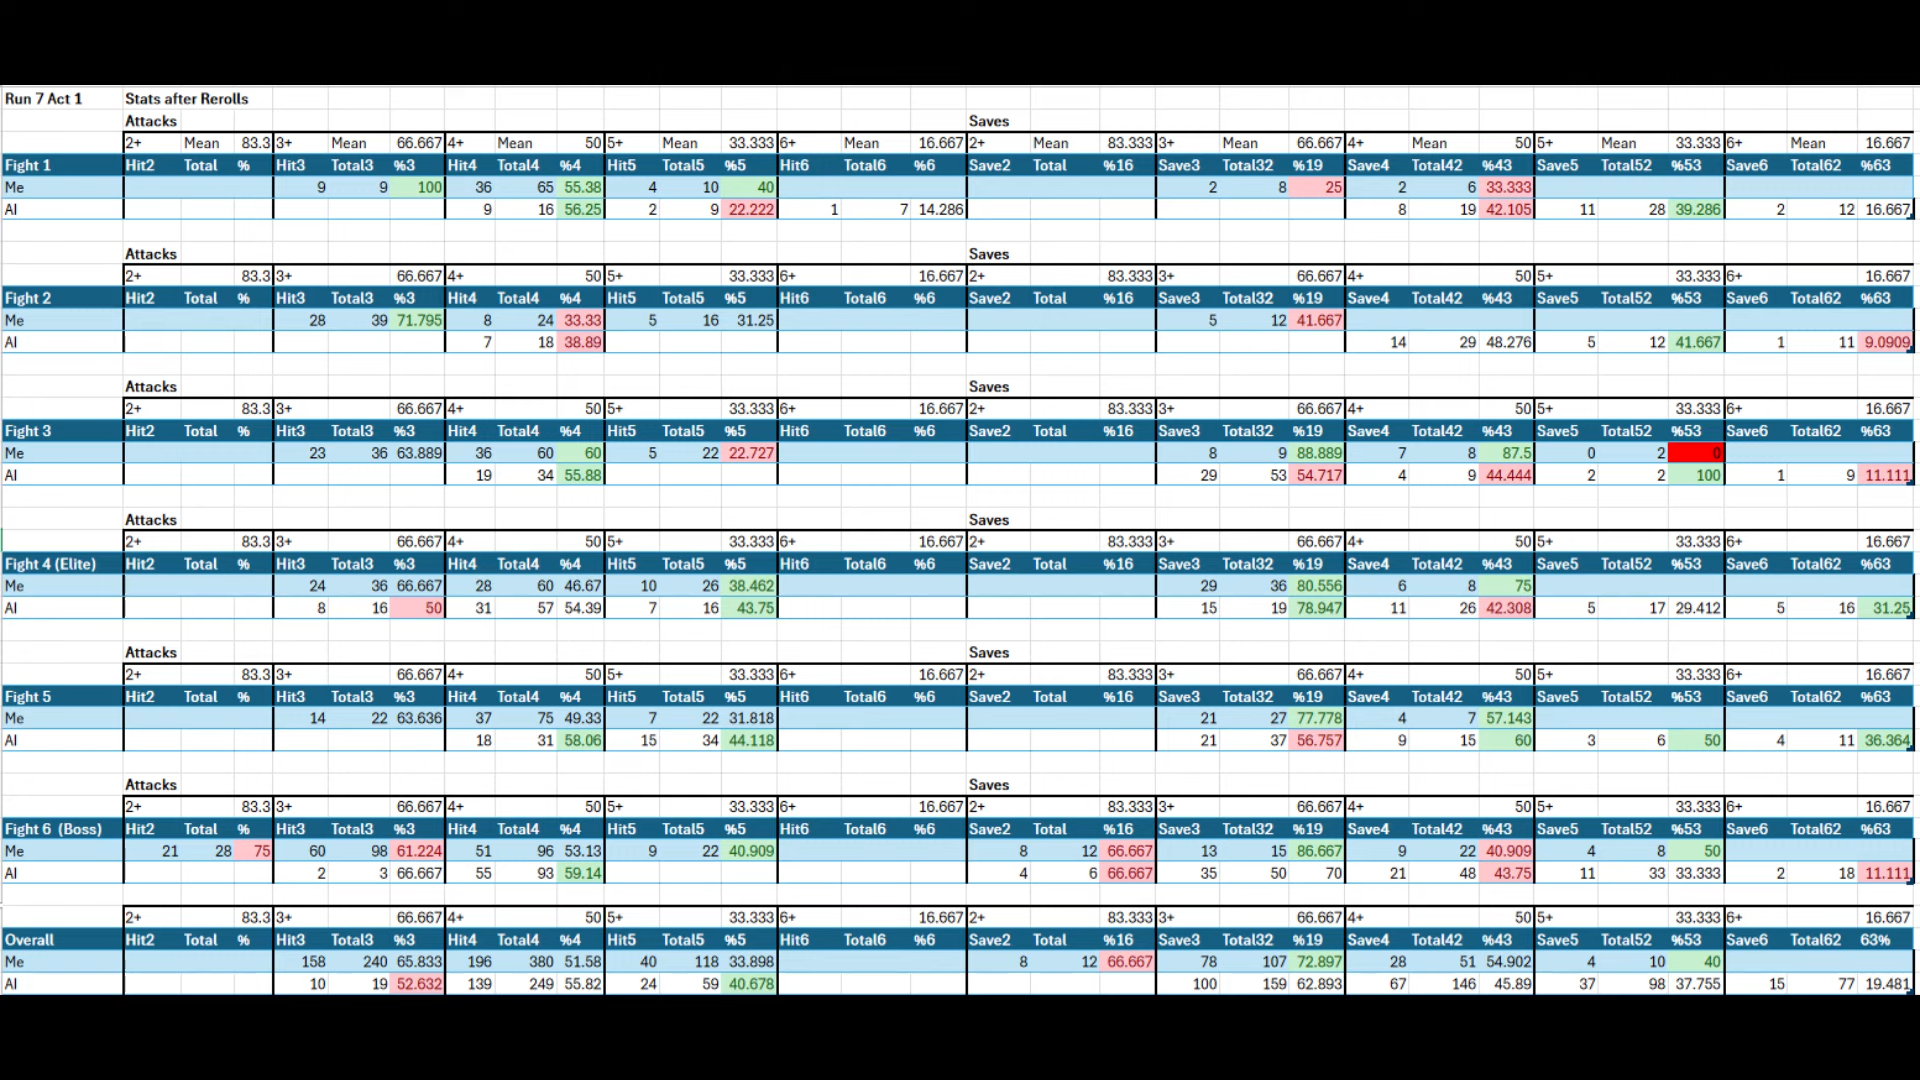 Run 7 Act 1 Stats after Rerolls
Attacks Saves
2+ Mean 83.3 3+ Mean 66.667 4+ Mean 50 5+ Mean 33.333 6+ Mean 16.667 2+ Mean 83.333 3+ Mean 66.667 4+ Mean 50 5+ Mean 33.333 6+ Mean 16.667
Fight 1 Hit2 Total % Hit3 Total3 %3 Hit4 Total4 %4 Hit5 Total5 %5 Hit6 Total6 %6 Save2 Total %16 Save3 Total32 %19 Save4 Total42 %43 Save5 Total52 %53 Save6 Total62 %63
Me 9 9 100 36 65 55.38 4 10 40 2 8 25 2 6 33.333
AI 9 16 56.25 2 9 22.222 1 7 14.286 8 19 42.105 11 28 39.286 2 12 16.667
Attacks Saves
2+ 83.3 3+ 66.667 4+ 50 5+ 33.333 6+ 16.667 2+ 83.333 3+ 66.667 4+ 50 5+ 33.333 6+ 16.667
Fight 2 Hit2 Total % Hit3 Total3 %3 Hit4 Total4 %4 Hit5 Total5 %5 Hit6 Total6 %6 Save2 Total %16 Save3 Total32 %19 Save4 Total42 %43 Save5 Total52 %53 Save6 Total62 %63
Me 28 39 71.795 8 24 33.33 5 16 31.25 5 12 41.667
AI 7 18 38.89 14 29 48.276 5 12 41.667 1 11 9.0909
Attacks Saves
2+ 83.3 3+ 66.667 4+ 50 5+ 33.333 6+ 16.667 2+ 83.333 3+ 66.667 4+ 50 5+ 33.333 6+ 16.667
Fight 3 Hit2 Total % Hit3 Total3 %3 Hit4 Total4 %4 Hit5 Total5 %5 Hit6 Total6 %6 Save2 Total %16 Save3 Total32 %19 Save4 Total42 %43 Save5 Total52 %53 Save6 Total62 %63
Me 23 36 63.889 36 60 60 5 22 22.727 8 9 88.889 7 8 87.5 0 2 0
AI 19 34 55.88 29 53 54.717 4 9 44.444 2 2 100 1 9 11.111
Attacks Saves
2+ 83.3 3+ 66.667 4+ 50 5+ 33.333 6+ 16.667 2+ 83.333 3+ 66.667 4+ 50 5+ 33.333 6+ 16.667
Fight 4 (Elite) Hit2 Total % Hit3 Total3 %3 Hit4 Total4 %4 Hit5 Total5 %5 Hit6 Total6 %6 Save2 Total %16 Save3 Total32 %19 Save4 Total42 %43 Save5 Total52 %53 Save6 Total62 %63
Me 24 36 66.667 28 60 46.67 10 26 38.462 29 36 80.556 6 8 75
AI 8 16 50 31 57 54.39 7 16 43.75 15 19 78.947 11 26 42.308 5 17 29.412 5 16 31.25
Attacks Saves
2+ 83.3 3+ 66.667 4+ 50 5+ 33.333 6+ 16.667 2+ 83.333 3+ 66.667 4+ 50 5+ 33.333 6+ 16.667
Fight 5 Hit2 Total % Hit3 Total3 %3 Hit4 Total4 %4 Hit5 Total5 %5 Hit6 Total6 %6 Save2 Total %16 Save3 Total32 %19 Save4 Total42 %43 Save5 Total52 %53 Save6 Total62 %63
Me 14 22 63.636 37 75 49.33 7 22 31.818 21 27 77.778 4 7 57.143
AI 18 31 58.06 15 34 44.118 21 37 56.757 9 15 60 3 6 50 4 11 36.364
Attacks Saves
2+ 83.3 3+ 66.667 4+ 50 5+ 33.333 6+ 16.667 2+ 83.333 3+ 66.667 4+ 50 5+ 33.333 6+ 16.667
Fight 6 (Boss) Hit2 Total % Hit3 Total3 %3 Hit4 Total4 %4 Hit5 Total5 %5 Hit6 Total6 %6 Save2 Total %16 Save3 Total32 %19 Save4 Total42 %43 Save5 Total52 %53 Save6 Total62 %63
Me 21 28 75 60 98 61.224 51 96 53.13 9 22 40.909 8 12 66.667 13 15 86.667 9 22 40.909 4 8 50
AI 2 3 66.667 55 93 59.14 4 6 66.667 35 50 70 21 48 43.75 11 33 33.333 2 18 11.111
2+ 83.3 3+ 66.667 4+ 50 5+ 33.333 6+ 16.667 2+ 83.333 3+ 66.667 4+ 50 5+ 33.333 6+ 16.667
Overall Hit2 Total % Hit3 Total3 %3 Hit4 Total4 %4 Hit5 Total5 %5 Hit6 Total6 %6 Save2 Total %16 Save3 Total32 %19 Save4 Total42 %43 Save5 Total52 %53 Save6 Total62 63%
Me 158 240 65.833 196 380 51.58 40 118 33.898 8 12 66.667 78 107 72.897 28 51 54.902 4 10 40
AI 10 19 52.632 139 249 55.82 24 59 40.678 100 159 62.893 67 146 45.89 37 98 37.755 15 77 19.481